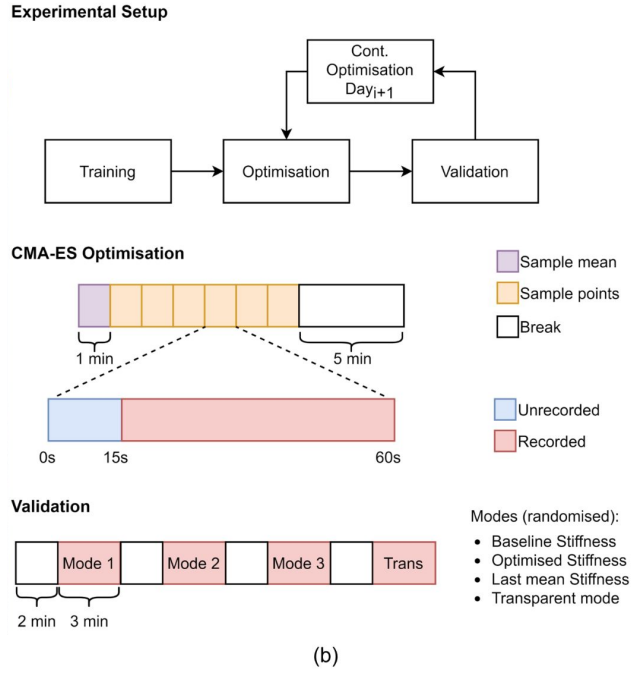 Experimental Setup
Cont.
Optimisation
Dayi+1
Training
Optimisation
Validation
CMA-ES Optimisation
Sample mean
Sample points
Break
1 min
5 min
Unrecorded
Recorded
0s
15s
60s
Validation
Modes (randomised):
• Baseline Stiffness
• Optimised Stiffness
• Last mean Stiffness
• Transparent mode
Mode 1
Mode 2
Mode 3
Trans
2 min
3 min
(b)